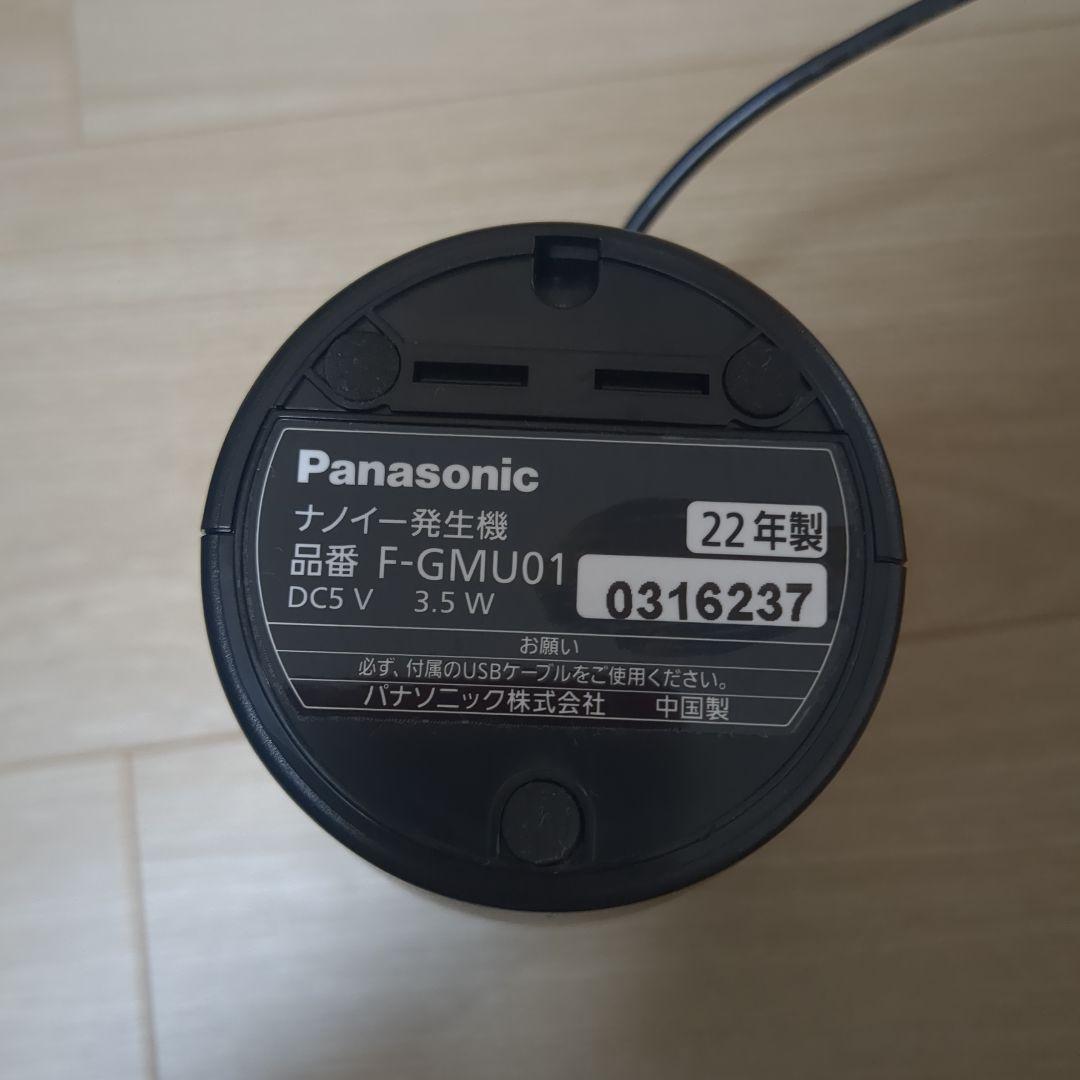 Panasonic
ナノイー発生機
22年製
品番 F-GMU01
0316237
DC5 V 3.5 W
お願い
必ず、付属のUSBケーブルをご使用ください。
パナソニック株式会社 中国製